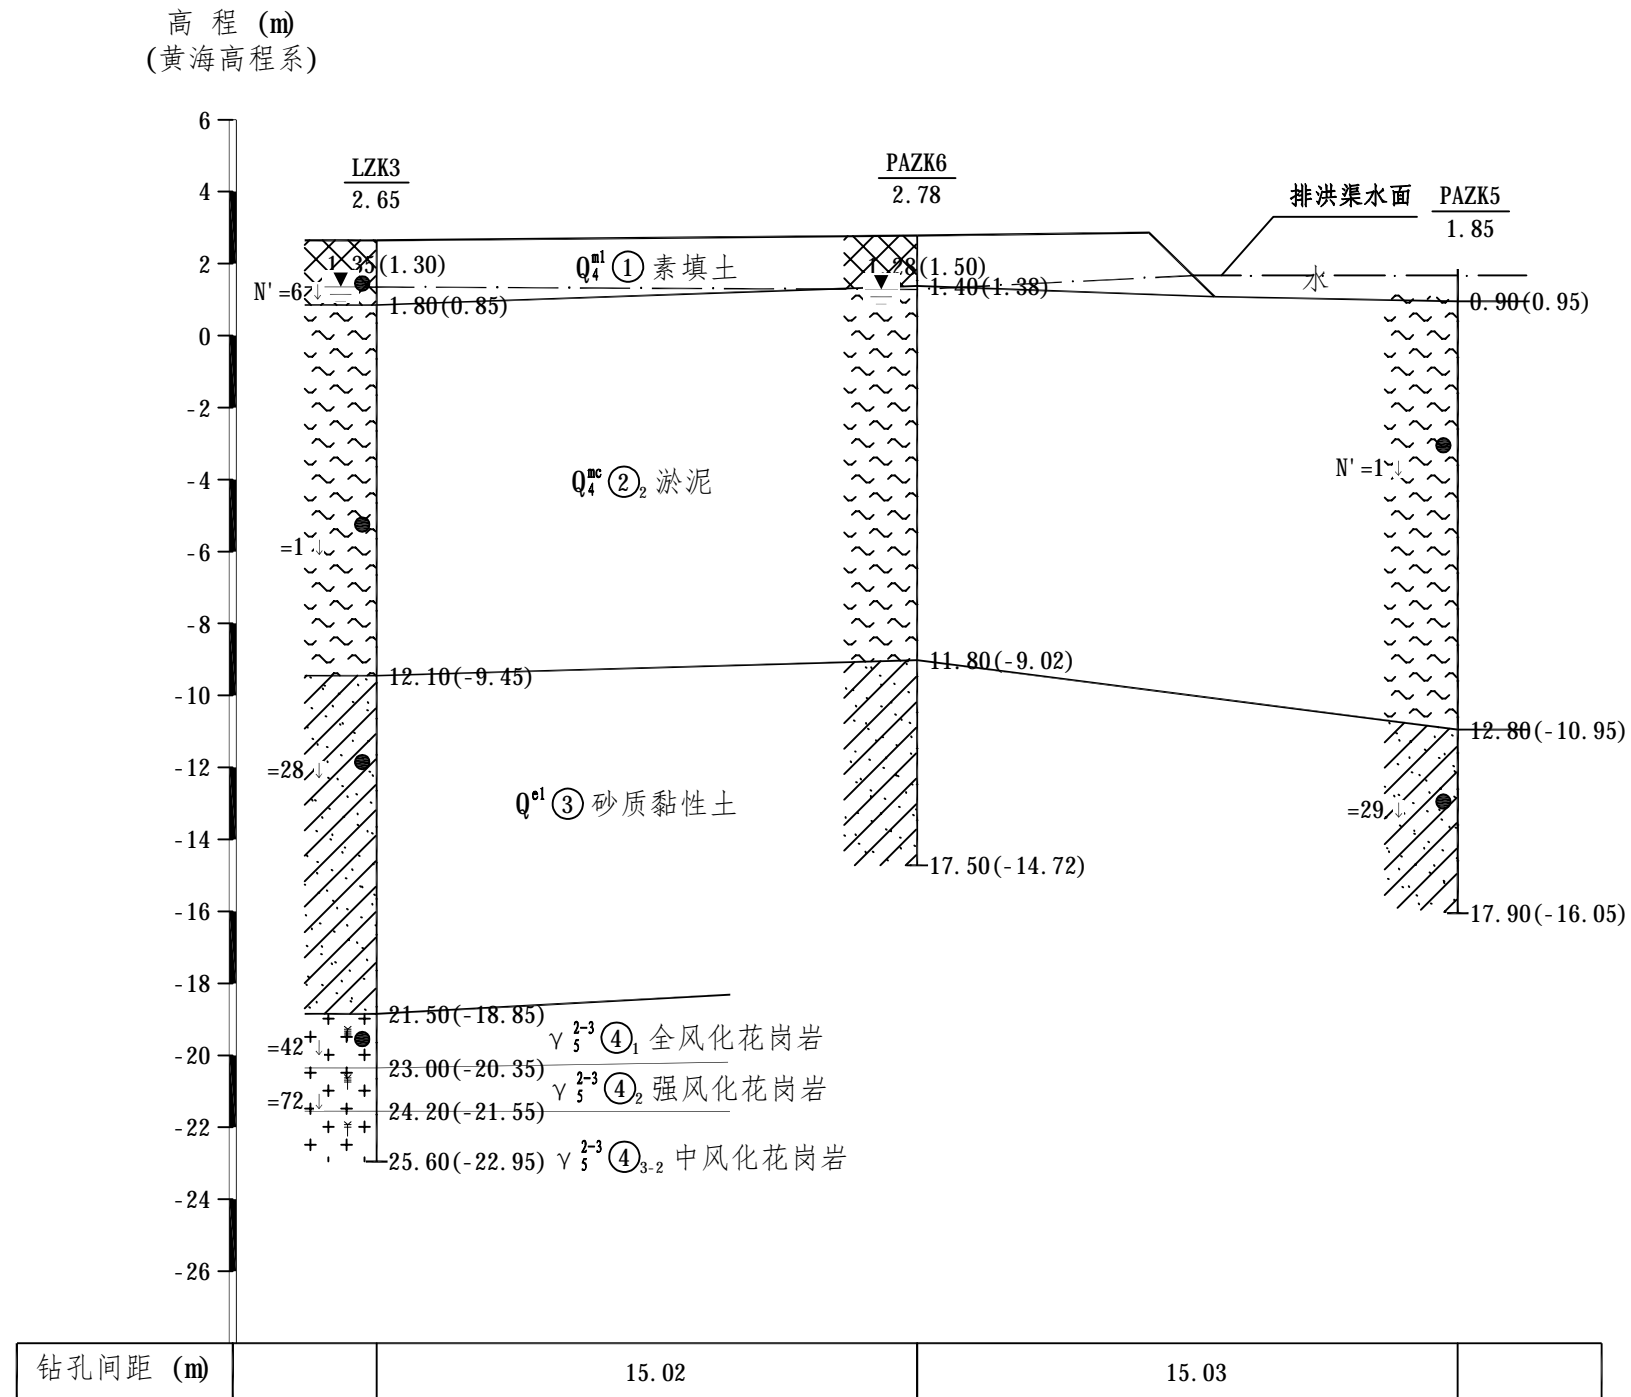 高 程 (m)
(黄海高程系)
6
4
2
0
-2
-4
-6
-8
-10
-12
-14
-16
-18
-20
-22
-24
-26
LZK3
2.65
PAZK6
2.78
排洪渠水面
PAZK5
1.85
1.35(1.30)
N'=6
1.80(0.85)
Q4ml ① 素填土
1.28(1.50)
1.40(1.38)
水
0.90(0.95)
Q4mc ②2 淤泥
N'=1
=1
12.10(-9.45)
11.80(-9.02)
12.80(-10.95)
=28
Qel ③ 砂质黏性土
=29
17.50(-14.72)
17.90(-16.05)
21.50(-18.85)
γ52-3 ④1 全风化花岗岩
=42
23.00(-20.35)
γ52-3 ④2 强风化花岗岩
=72
24.20(-21.55)
25.60(-22.95)
γ52-3 ④3-2 中风化花岗岩
钻孔间距 (m)
15.02
15.03